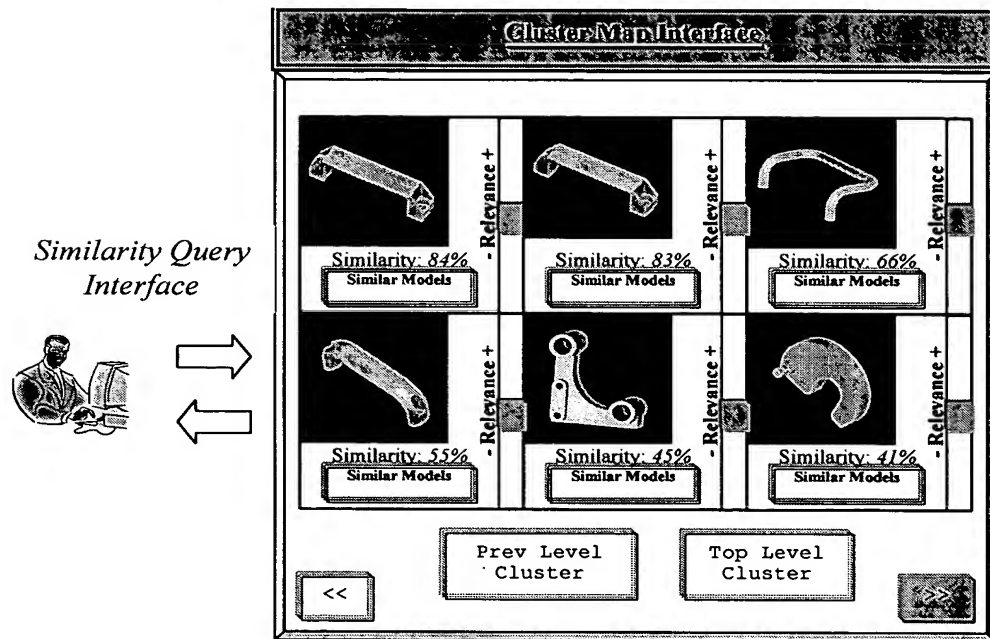 Cluster Map Interface
Similarity Query
Interface
- Relevance +
Similarity: 84%
Similar Models
- Relevance +
Similarity: 83%
Similar Models
- Relevance +
Similarity: 66%
Similar Models
- Relevance +
Similarity: 55%
Similar Models
- Relevance +
Similarity: 45%
Similar Models
- Relevance +
Similarity: 41%
Similar Models
Prev Level
Cluster
Top Level
Cluster
<<
>>